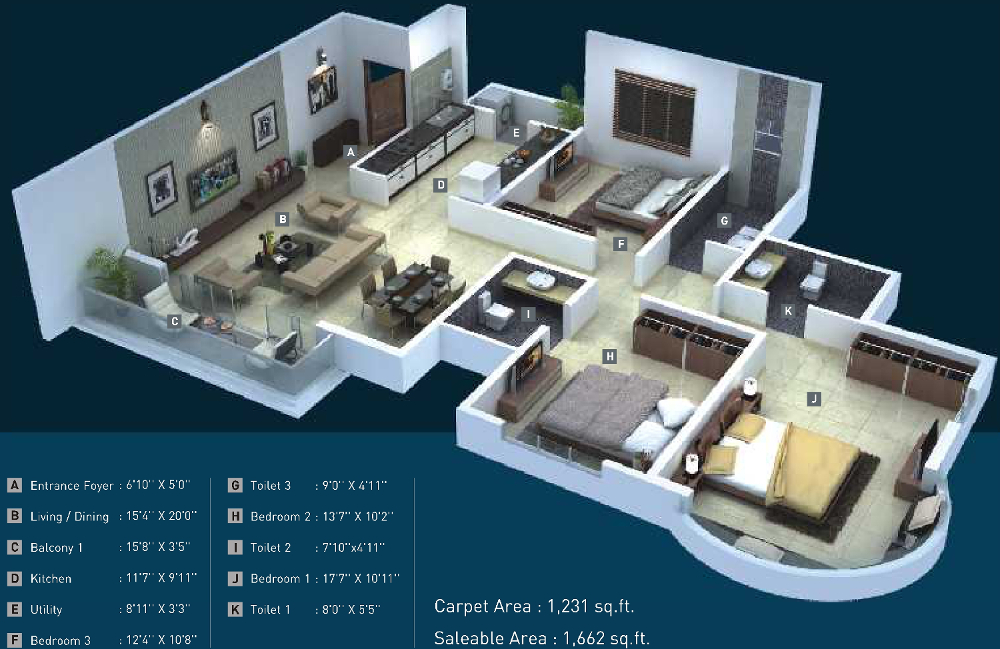 A
B
C
D
E
F
G
H
I
J
K
A Entrance Foyer : 6'10'' X 5'0''
B Living / Dining : 15'4'' X 20'0''
C Balcony 1 : 15'8'' X 3'5''
D Kitchen : 11'7'' X 9'11''
E Utility : 8'11'' X 3'3''
F Bedroom 3 : 12'4'' X 10'8''
G Toilet 3 : 9'0'' X 4'11''
H Bedroom 2 : 13'7'' X 10'2''
I Toilet 2 : 7'10''x4'11''
J Bedroom 1 : 17'7'' X 10'11''
K Toilet 1 : 8'0'' X 5'5''
Carpet Area : 1,231 sq.ft.
Saleable Area : 1,662 sq.ft.